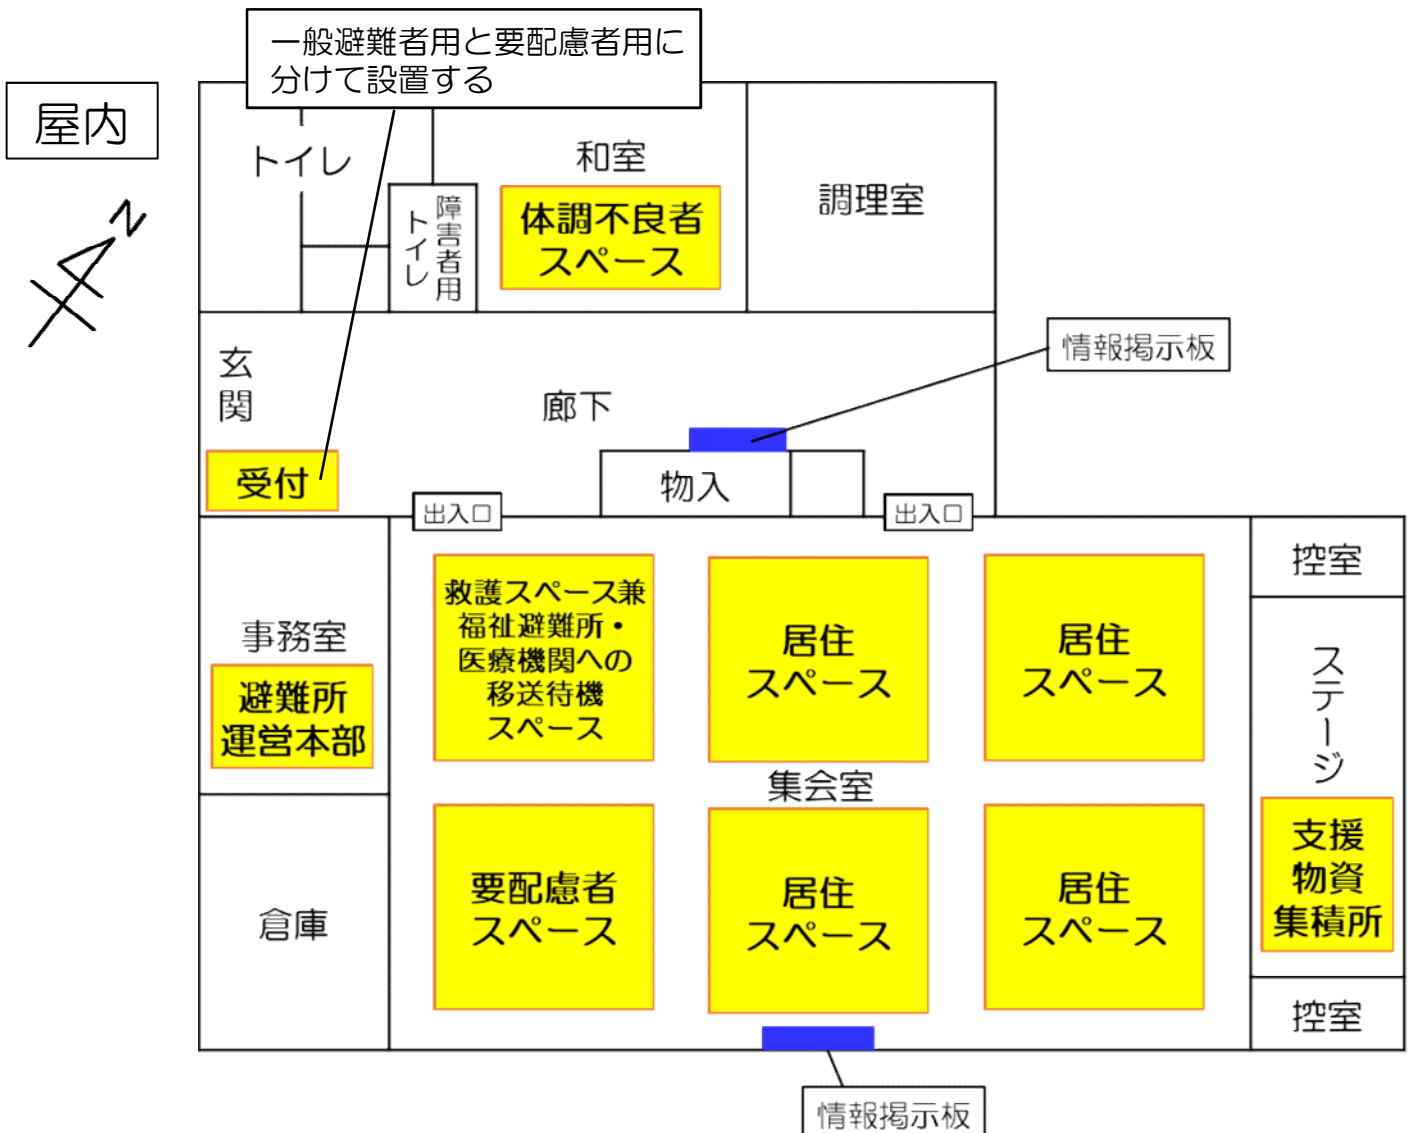 一般避難者用と要配慮者用に
分けて設置する
屋内
N
トイレ
障害者用
トイレ
和室
体調不良者
スペース
調理室
玄関
廊下
情報掲示板
受付
物入
出入口
出入口
事務室
避難所
運営本部
倉庫
救護スペース兼
福祉避難所・
医療機関への
移送待機
スペース
居住
スペース
居住
スペース
集会室
要配慮者
スペース
居住
スペース
居住
スペース
控室
ステージ
支援
物資
集積所
控室
情報掲示板